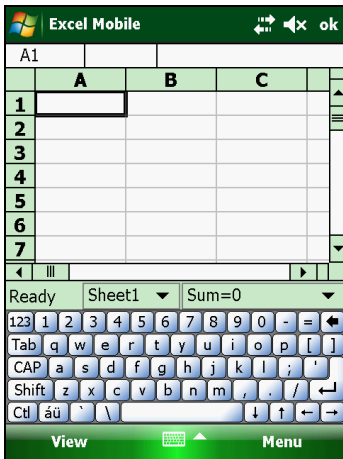 Excel Mobile ok
A1
A B C
1
2
3
4
5
6
7
Ready Sheet1 Sum=0
123 1 2 3 4 5 6 7 8 9 0 - =
Tab q w e r t y u i o p [ ]
CAP a s d f g h j k l ; '
Shift z x c v b n m , . /
Ctl áü ` \
View Menu